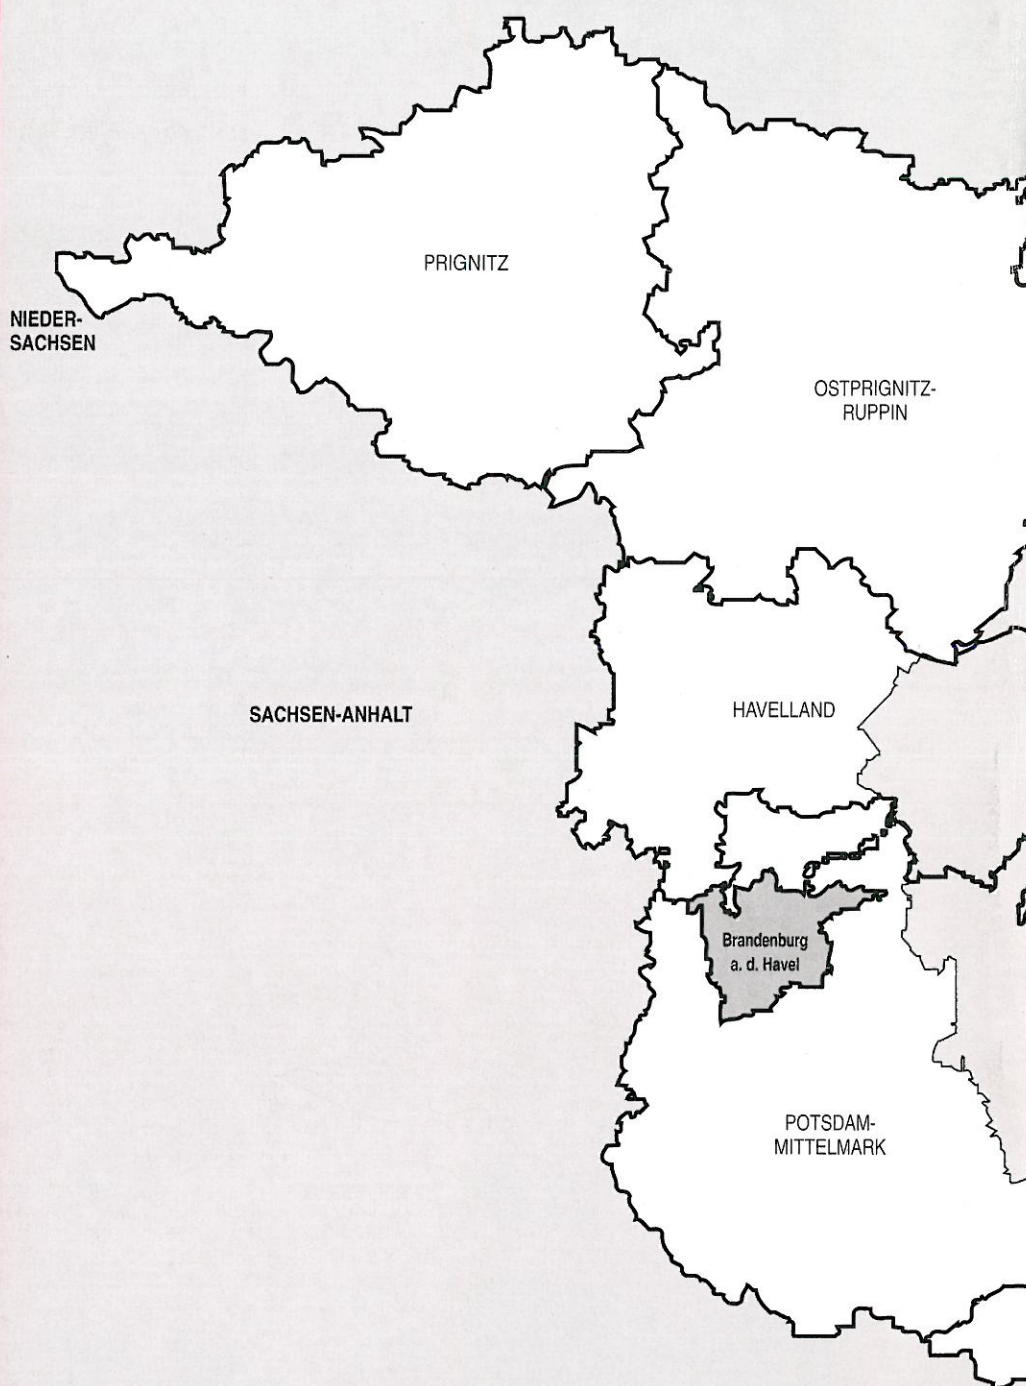 PRIGNITZ
NIEDER-
SACHSEN
OSTPRIGNITZ-
RUPPIN
SACHSEN-ANHALT
HAVELLAND
Brandenburg
a. d. Havel
POTSDAM-
MITTELMARK